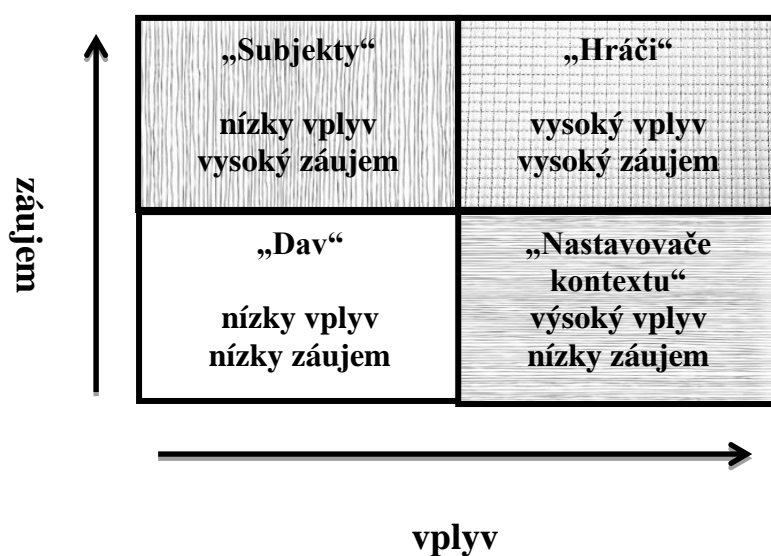 „Subjekty“
nízky vplyv
vysoký záujem
„Hráči“
vysoký vplyv
vysoký záujem
záujem
„Dav“
nízky vplyv
nízky záujem
„Nastavovače
kontextu“
výsoký vplyv
nízky záujem
vplyv